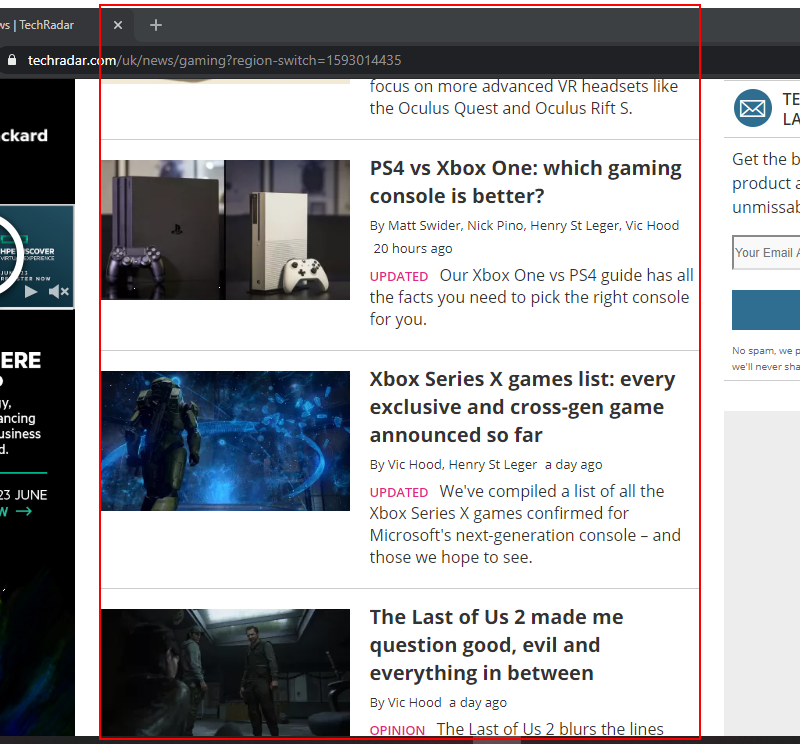 ws | TechRadar
techradar.com/uk/news/gaming?region-switch=1593014435
focus on more advanced VR headsets like
the Oculus Quest and Oculus Rift S.
PS4 vs Xbox One: which gaming
console is better?
By Matt Swider, Nick Pino, Henry St Leger, Vic Hood
20 hours ago
UPDATED Our Xbox One vs PS4 guide has all
the facts you need to pick the right console
for you.
Xbox Series X games list: every
exclusive and cross-gen game
announced so far
By Vic Hood, Henry St Leger a day ago
UPDATED We've compiled a list of all the
Xbox Series X games confirmed for
Microsoft's next-generation console – and
those we hope to see.
The Last of Us 2 made me
question good, evil and
everything in between
By Vic Hood a day ago
OPINION The Last of Us 2 blurs the lines
ckard
HPE DISCOVER
VIRTUAL EXPERIENCE
ERE
gy,
ancing
usiness
d.
23 JUNE
W →
TE
LA
Get the b
product a
unmissab
Your Email A
No spam, we p
we'll never sha